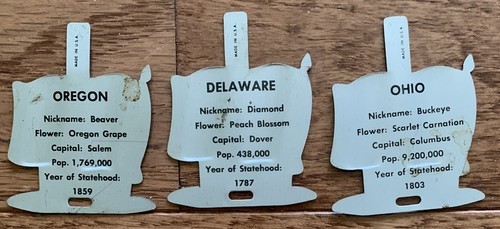 MADE IN U.S.A.
OREGON
Nickname: Beaver
Flower: Oregon Grape
Capital: Salem
Pop. 1,769,000
Year of Statehood:
1859
MADE IN U.S.A.
DELAWARE
Nickname: Diamond
Flower: Peach Blossom
Capital: Dover
Pop. 438,000
Year of Statehood:
1787
MADE IN U.S.A.
OHIO
Nickname: Buckeye
Flower: Scarlet Carnation
Capital: Columbus
Pop. 9,200,000
Year of Statehood:
1803